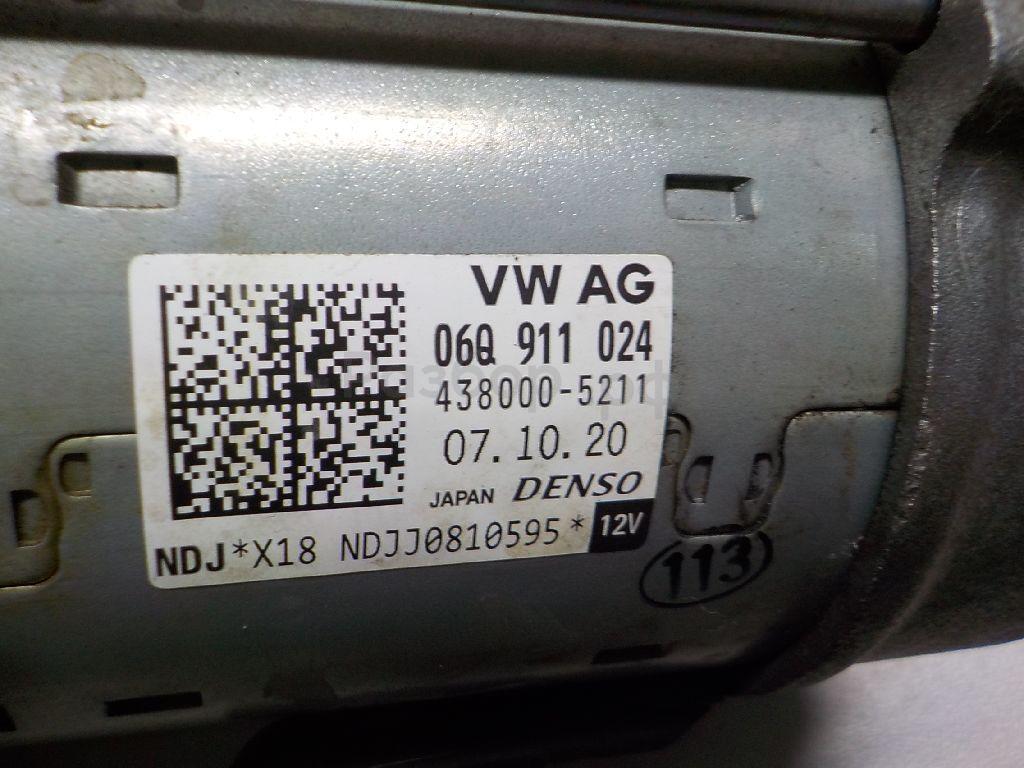 VW AG
06Q 911 024
438000-5211
07.10.20
JAPAN DENSO
NDJ*X18 NDJJ0810595* 12V
113